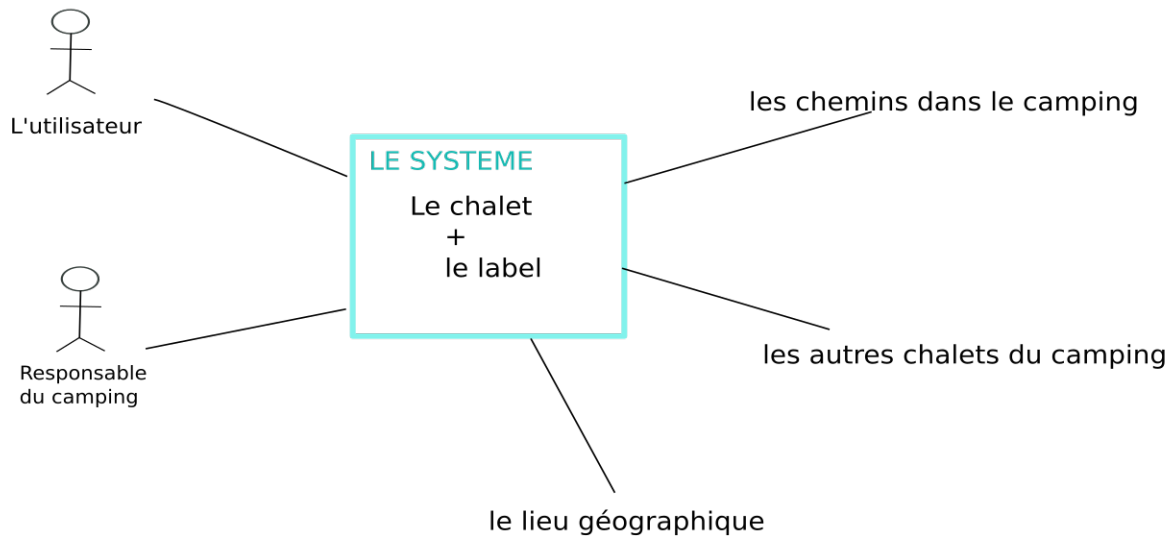 L'utilisateur
les chemins dans le camping
LE SYSTEME
Le chalet
+
le label
Responsable
du camping
les autres chalets du camping
le lieu géographique